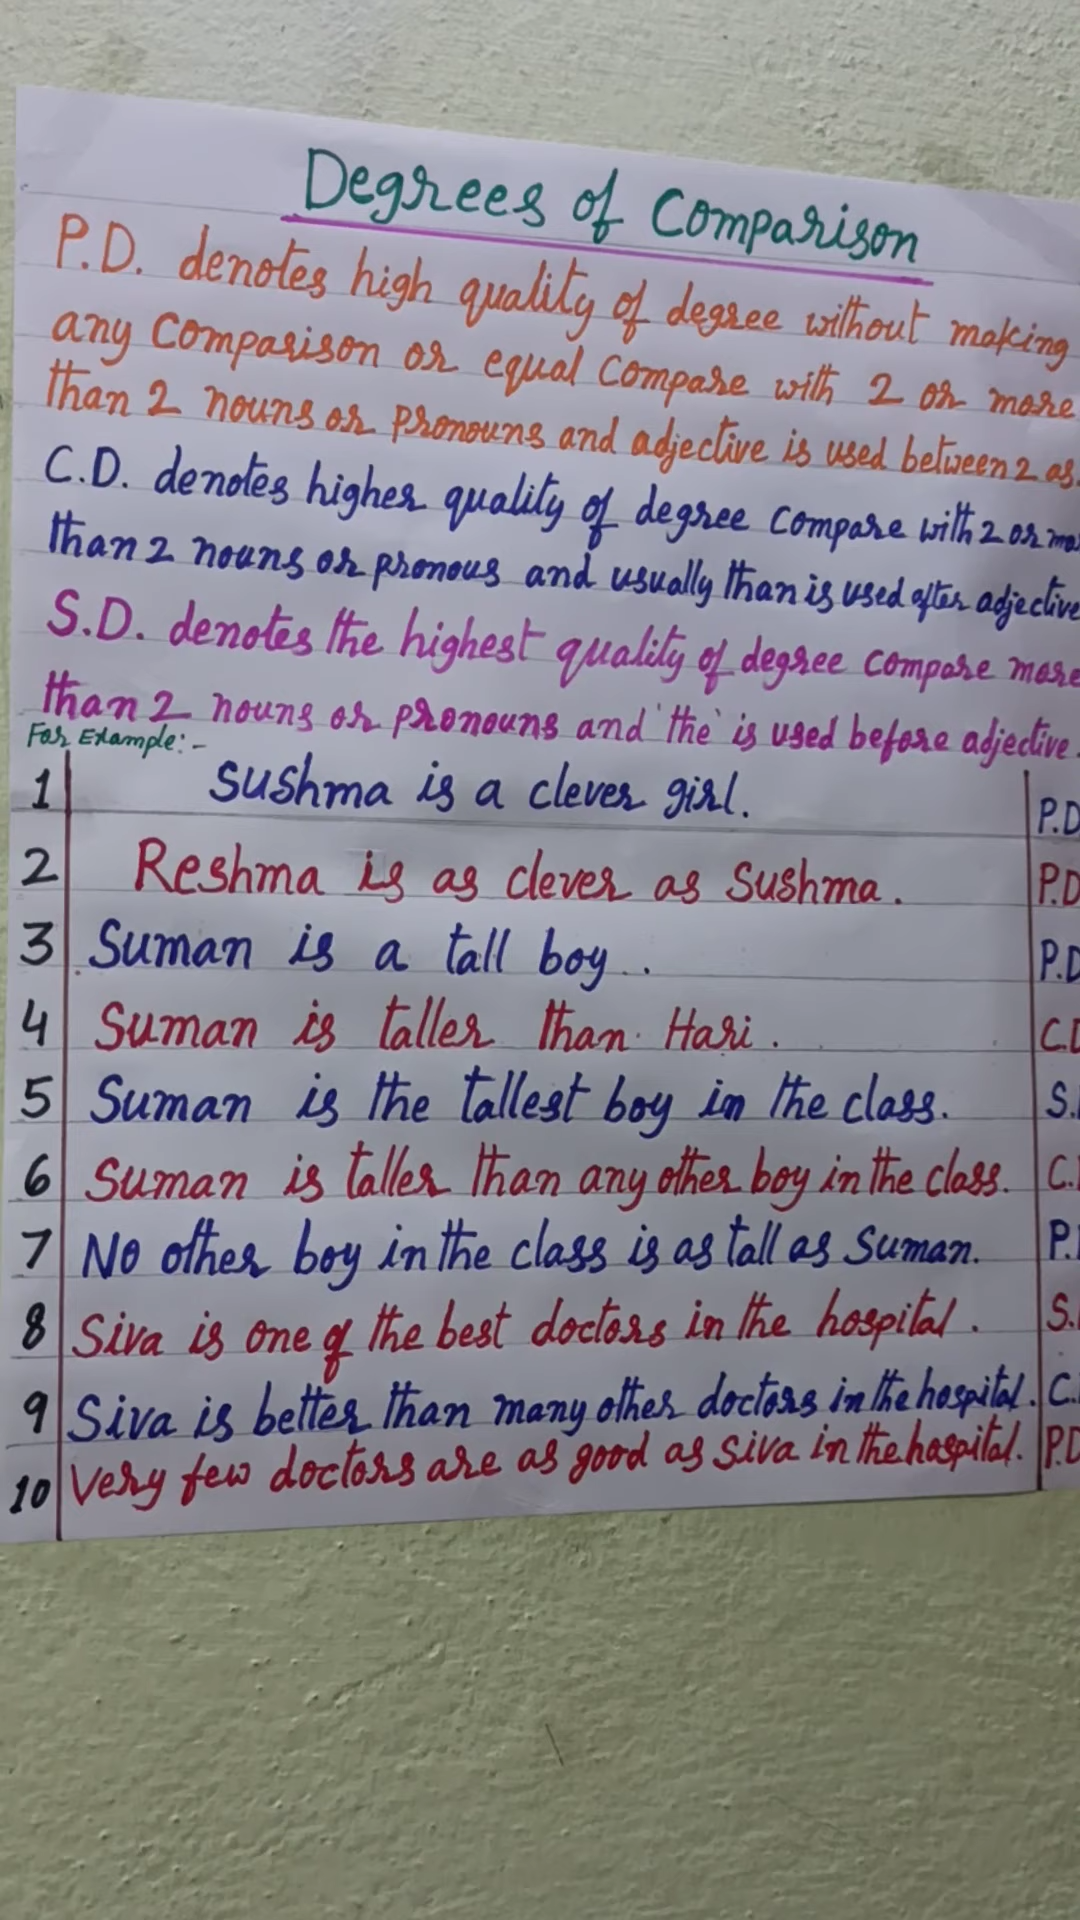 Degrees of Comparison
P.D. denotes high quality of degree without making
any Comparison or equal Compare with 2 or more
than 2 nouns or pronouns and adjective is used between 2 as.
C.D. denotes higher quality of degree Compare with 2 or mo
than 2 nouns or pronous and usually than is used after adjective
S.D. denotes the highest quality of degree Compare more
than 2 nouns or pronouns and 'the' is used before adjective.
For Example:-
1 Sushma is a clever girl. P.D
2 Reshma is as clever as Sushma. P.D
3 Suman is a tall boy. P.D
4 Suman is taller than Hari. C.D
5 Suman is the tallest boy in the class. S.
6 Suman is taller than any other boy in the class. C.
7 No other boy in the class is as tall as Suman. P.
8 Siva is one of the best doctors in the hospital. S.
9 Siva is better than many other doctors in the hospital. C.
10 Very few doctors are as good as Siva in the hospital. P.D